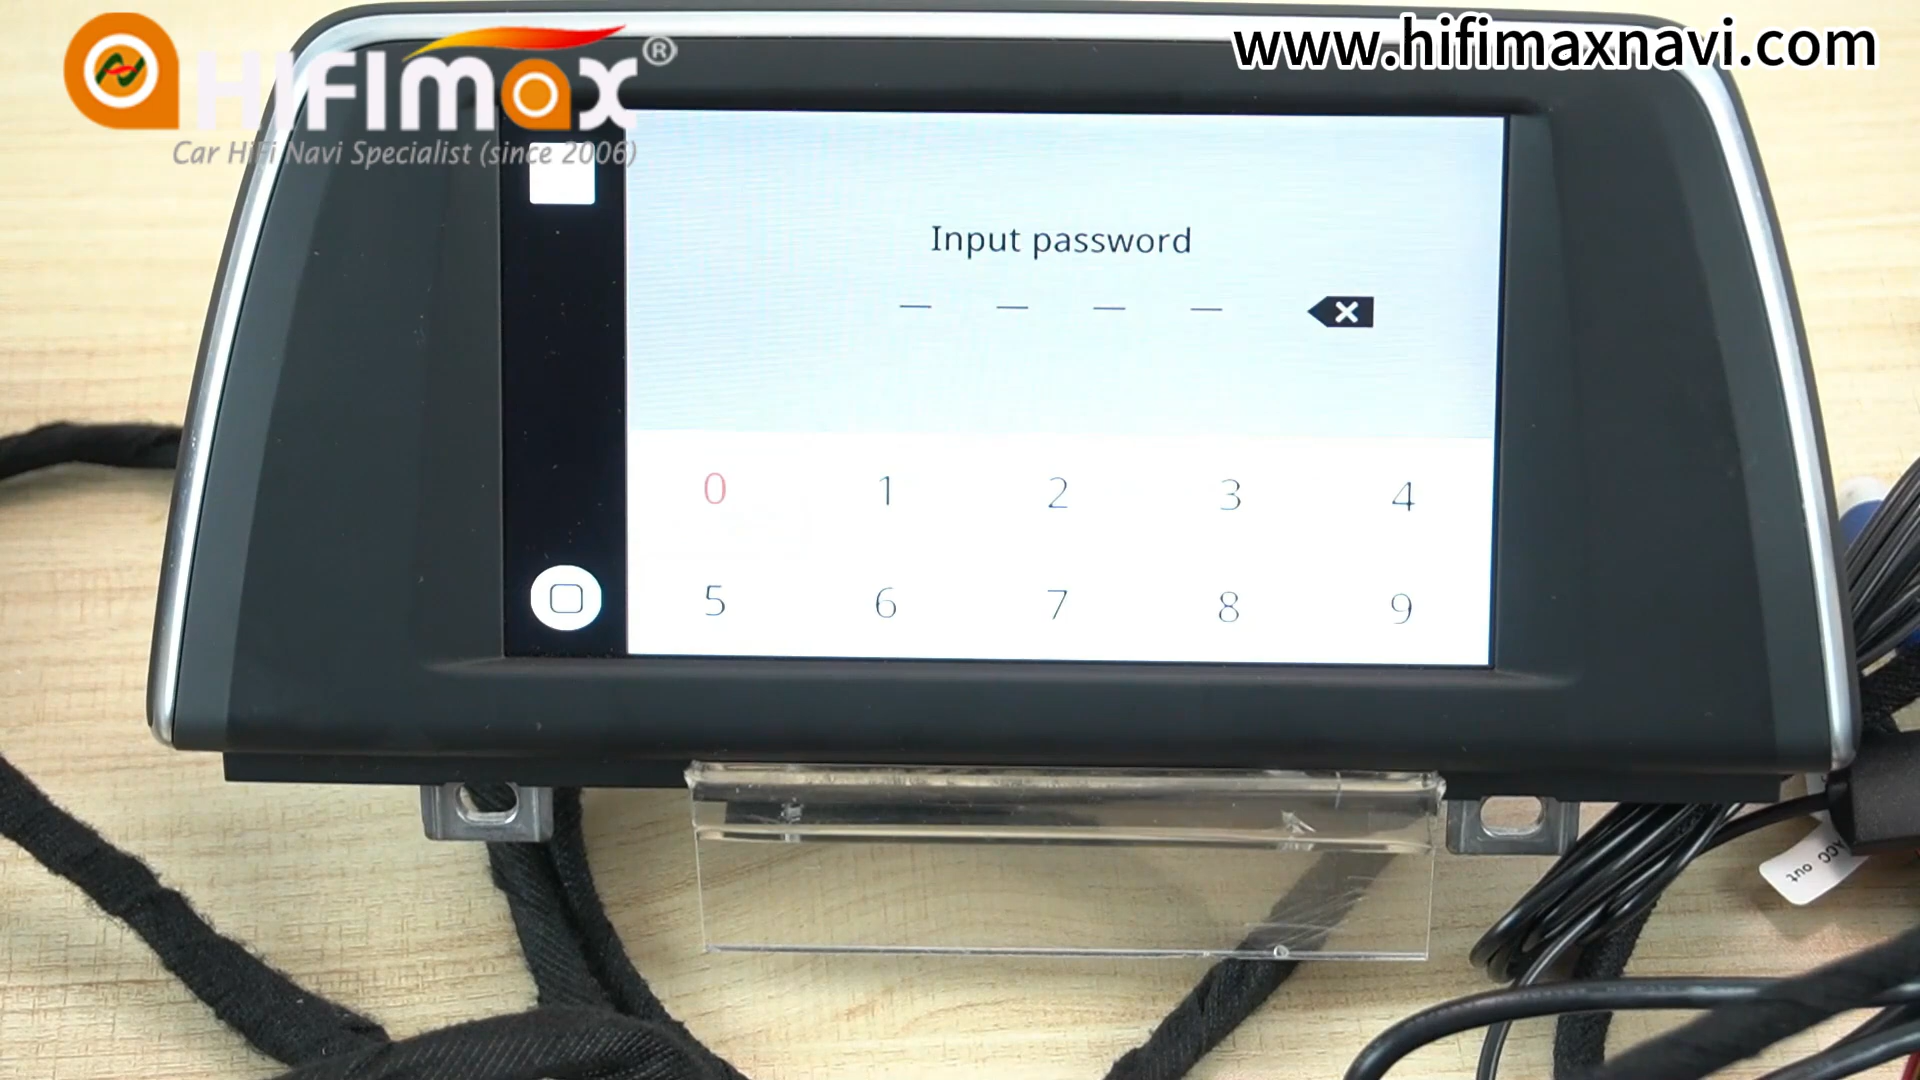 HiFiMax®
Car HiFi Navi Specialist (since 2006)
www.hifimaxnavi.com
Input password
0 1 2 3 4
5 6 7 8 9
ACC out